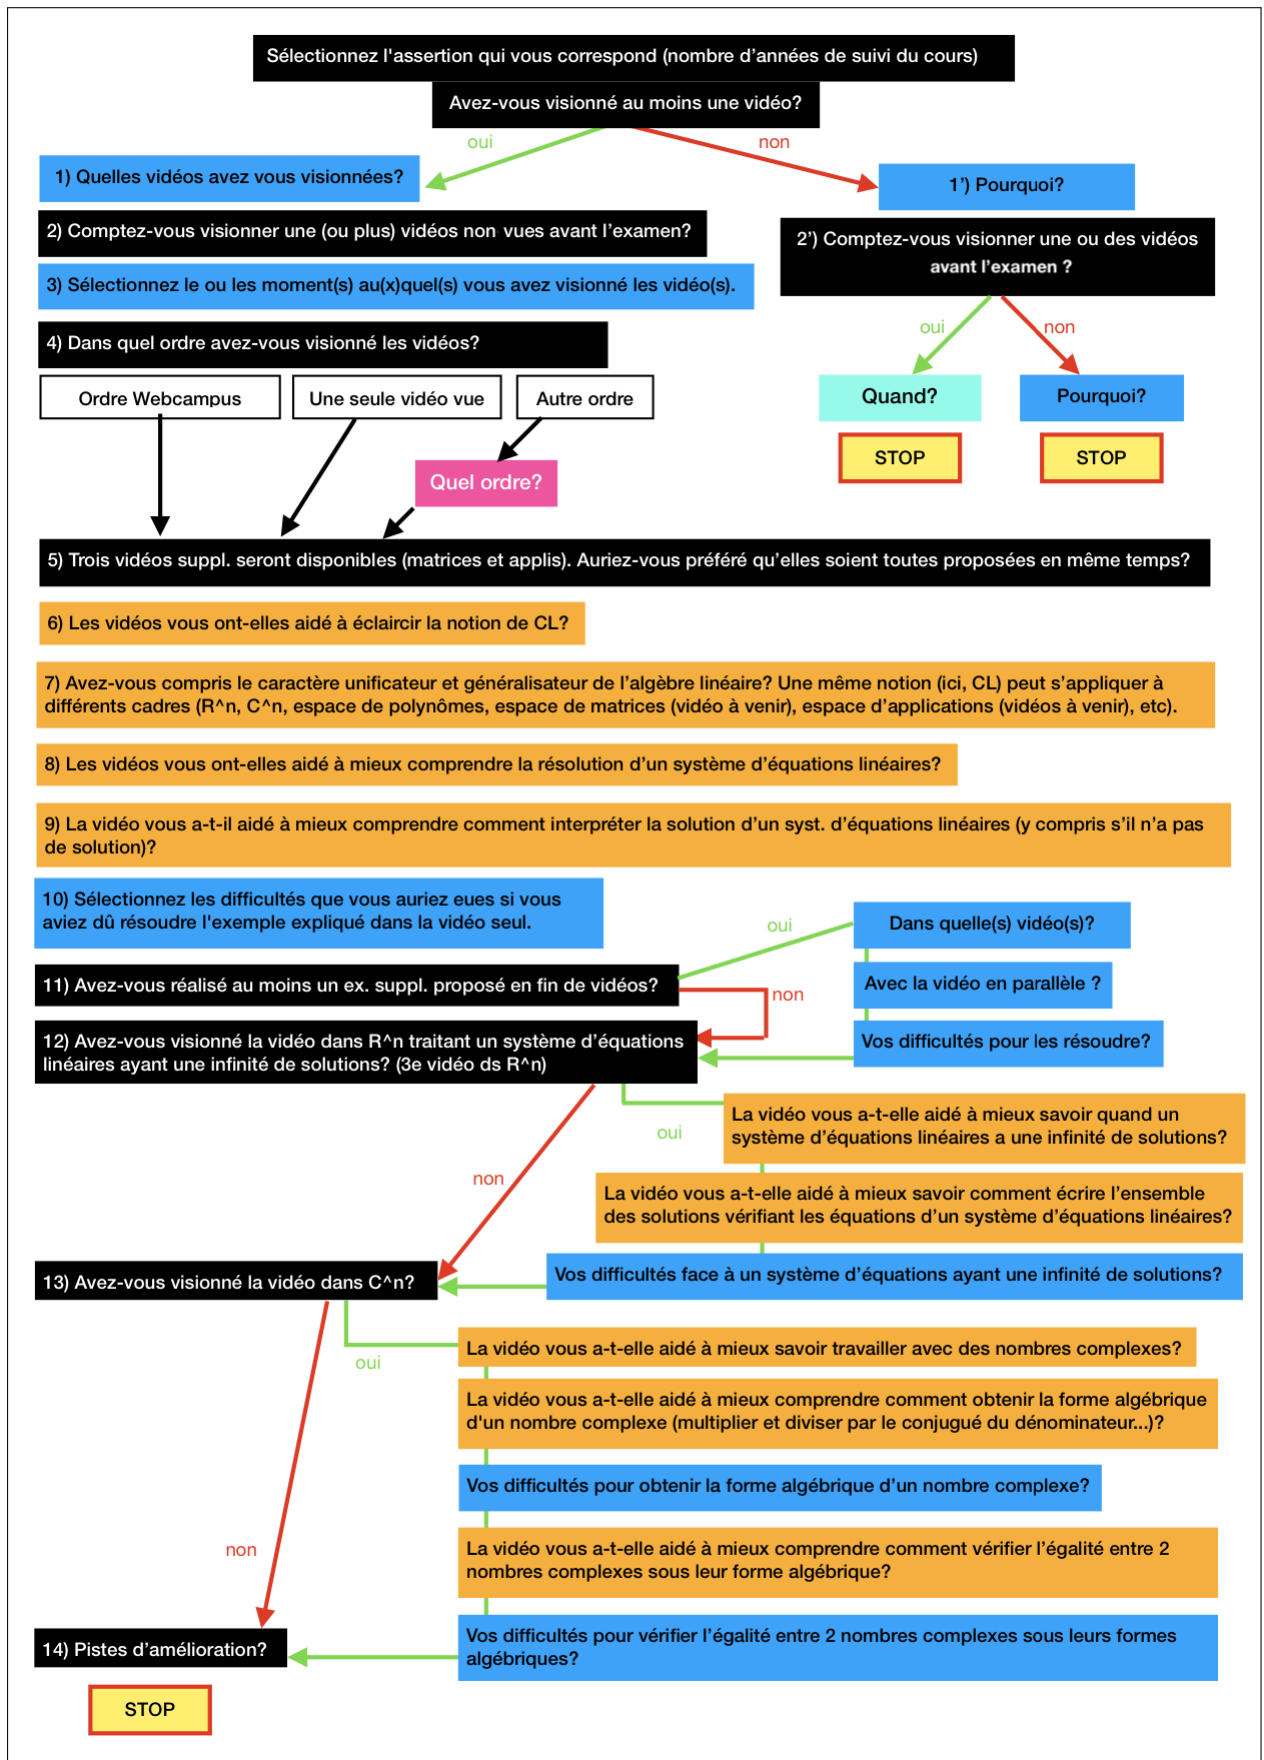 Sélectionnez l'assertion qui vous correspond (nombre d'années de suivi du cours)
Avez-vous visionné au moins une vidéo?
oui
non
1) Quelles vidéos avez vous visionnées?
1’) Pourquoi?
2) Comptez-vous visionner une (ou plus) vidéos non vues avant l’examen?
2’) Comptez-vous visionner une ou des vidéos
avant l’examen ?
3) Sélectionnez le ou les moment(s) au(x)quel(s) vous avez visionné les vidéo(s).
oui
non
4) Dans quel ordre avez-vous visionné les vidéos?
Ordre Webcampus
Une seule vidéo vue
Autre ordre
Quand?
Pourquoi?
STOP
STOP
Quel ordre?
5) Trois vidéos suppl. seront disponibles (matrices et applis). Auriez-vous préféré qu’elles soient toutes proposées en même temps?
6) Les vidéos vous ont-elles aidé à éclaircir la notion de CL?
7) Avez-vous compris le caractère unificateur et généralisateur de l’algèbre linéaire? Une même notion (ici, CL) peut s’appliquer à
différents cadres (R^n, C^n, espace de polynômes, espace de matrices (vidéo à venir), espace d’applications (vidéos à venir), etc).
8) Les vidéos vous ont-elles aidé à mieux comprendre la résolution d’un système d’équations linéaires?
9) La vidéo vous a-t-il aidé à mieux comprendre comment interpréter la solution d’un syst. d’équations linéaires (y compris s’il n’a pas
de solution)?
10) Sélectionnez les difficultés que vous auriez eues si vous
aviez dû résoudre l'exemple expliqué dans la vidéo seul.
oui
Dans quelle(s) vidéo(s)?
11) Avez-vous réalisé au moins un ex. suppl. proposé en fin de vidéos?
Avec la vidéo en parallèle ?
non
12) Avez-vous visionné la vidéo dans R^n traitant un système d’équations
linéaires ayant une infinité de solutions? (3e vidéo ds R^n)
Vos difficultés pour les résoudre?
oui
La vidéo vous a-t-elle aidé à mieux savoir quand un
système d’équations linéaires a une infinité de solutions?
non
La vidéo vous a-t-elle aidé à mieux savoir comment écrire l’ensemble
des solutions vérifiant les équations d’un système d’équations linéaires?
13) Avez-vous visionné la vidéo dans C^n?
Vos difficultés face à un système d’équations ayant une infinité de solutions?
oui
La vidéo vous a-t-elle aidé à mieux savoir travailler avec des nombres complexes?
La vidéo vous a-t-elle aidé à mieux comprendre comment obtenir la forme algébrique
d'un nombre complexe (multiplier et diviser par le conjugué du dénominateur...)?
Vos difficultés pour obtenir la forme algébrique d’un nombre complexe?
non
La vidéo vous a-t-elle aidé à mieux comprendre comment vérifier l’égalité entre 2
nombres complexes sous leur forme algébrique?
14) Pistes d’amélioration?
Vos difficultés pour vérifier l’égalité entre 2 nombres complexes sous leurs formes
algébriques?
STOP